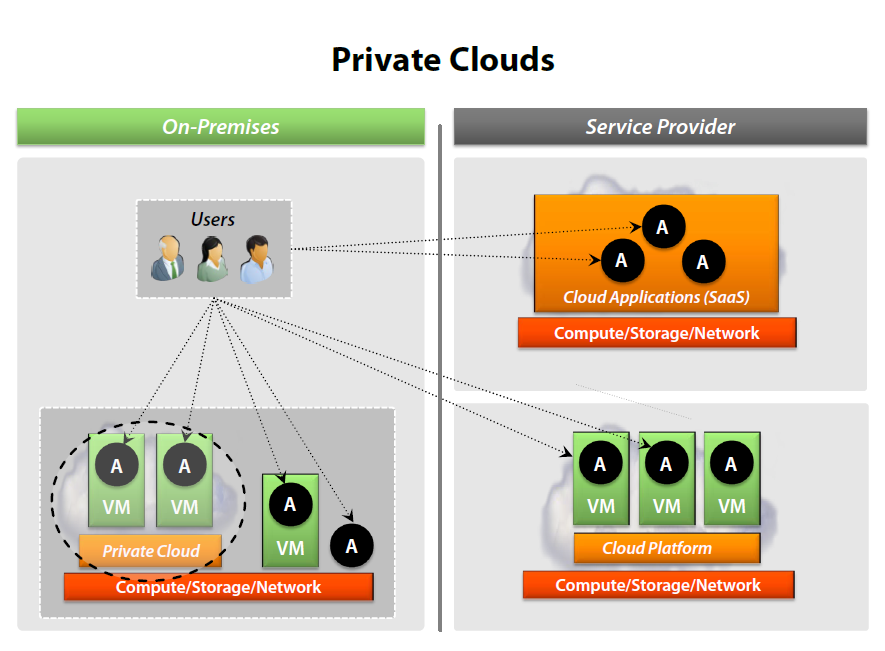 Private Clouds
On-Premises
Service Provider
Users
A
A
A
Cloud Applications (SaaS)
Compute/Storage/Network
A
VM
A
VM
A
VM
A
Private Cloud
Compute/Storage/Network
A
VM
A
VM
A
VM
Cloud Platform
Compute/Storage/Network